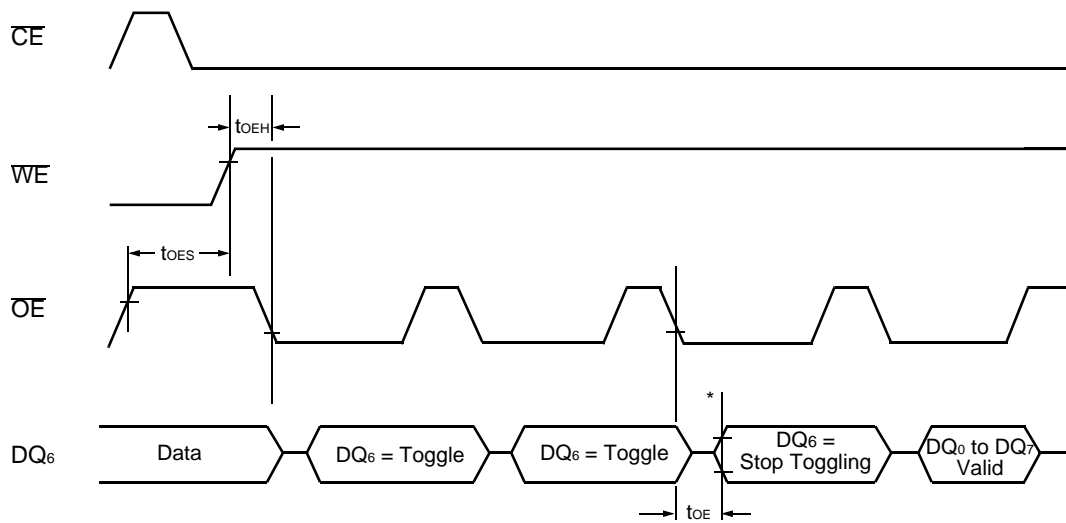 CE
tOEH
WE
tOES
OE
*
DQ6
Data
DQ6 = Toggle
DQ6 = Toggle
DQ6 =
Stop Toggling
DQ0 to DQ7
Valid
tOE